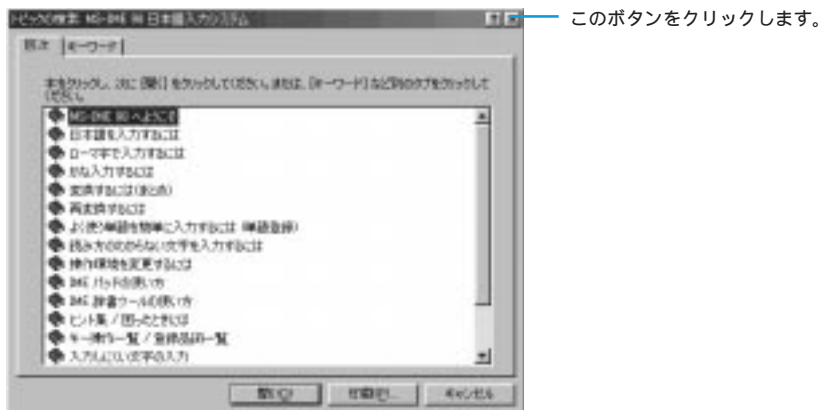 トピックの検索: MS-IME 98 日本語入力システム
このボタンをクリックします。
目次
キーワード
本をクリックし、次に [開く] をクリックしてください。または、[キーワード] など別のタブをクリックして
ください。
MS-IME 98 へようこそ
日本語を入力するには
ローマ字で入力するには
かな入力するには
変換するには(まとめ)
再変換するには
よく使う単語を簡単に入力するには (単語登録)
読み方のわからない文字を入力するには
操作環境を変更するには
IME パッドの使い方
IME 辞書ツールの使い方
ヒント集 / 困ったときには
キー操作一覧 / 登録品詞一覧
入力しにくい文字の入力
開く(O)
印刷(P)...
キャンセル